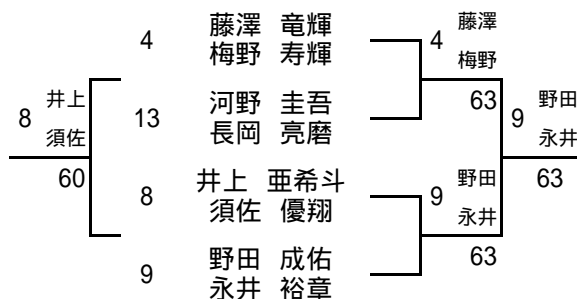 4
藤澤 竜輝
梅野 寿輝
13
河野 圭吾
長岡 亮磨
8
井上 亜希斗
須佐 優翔
9
野田 成佑
永井 裕章
8
井上
須佐
60
4
藤澤
梅野
63
9
野田
永井
63
9
野田
永井
63